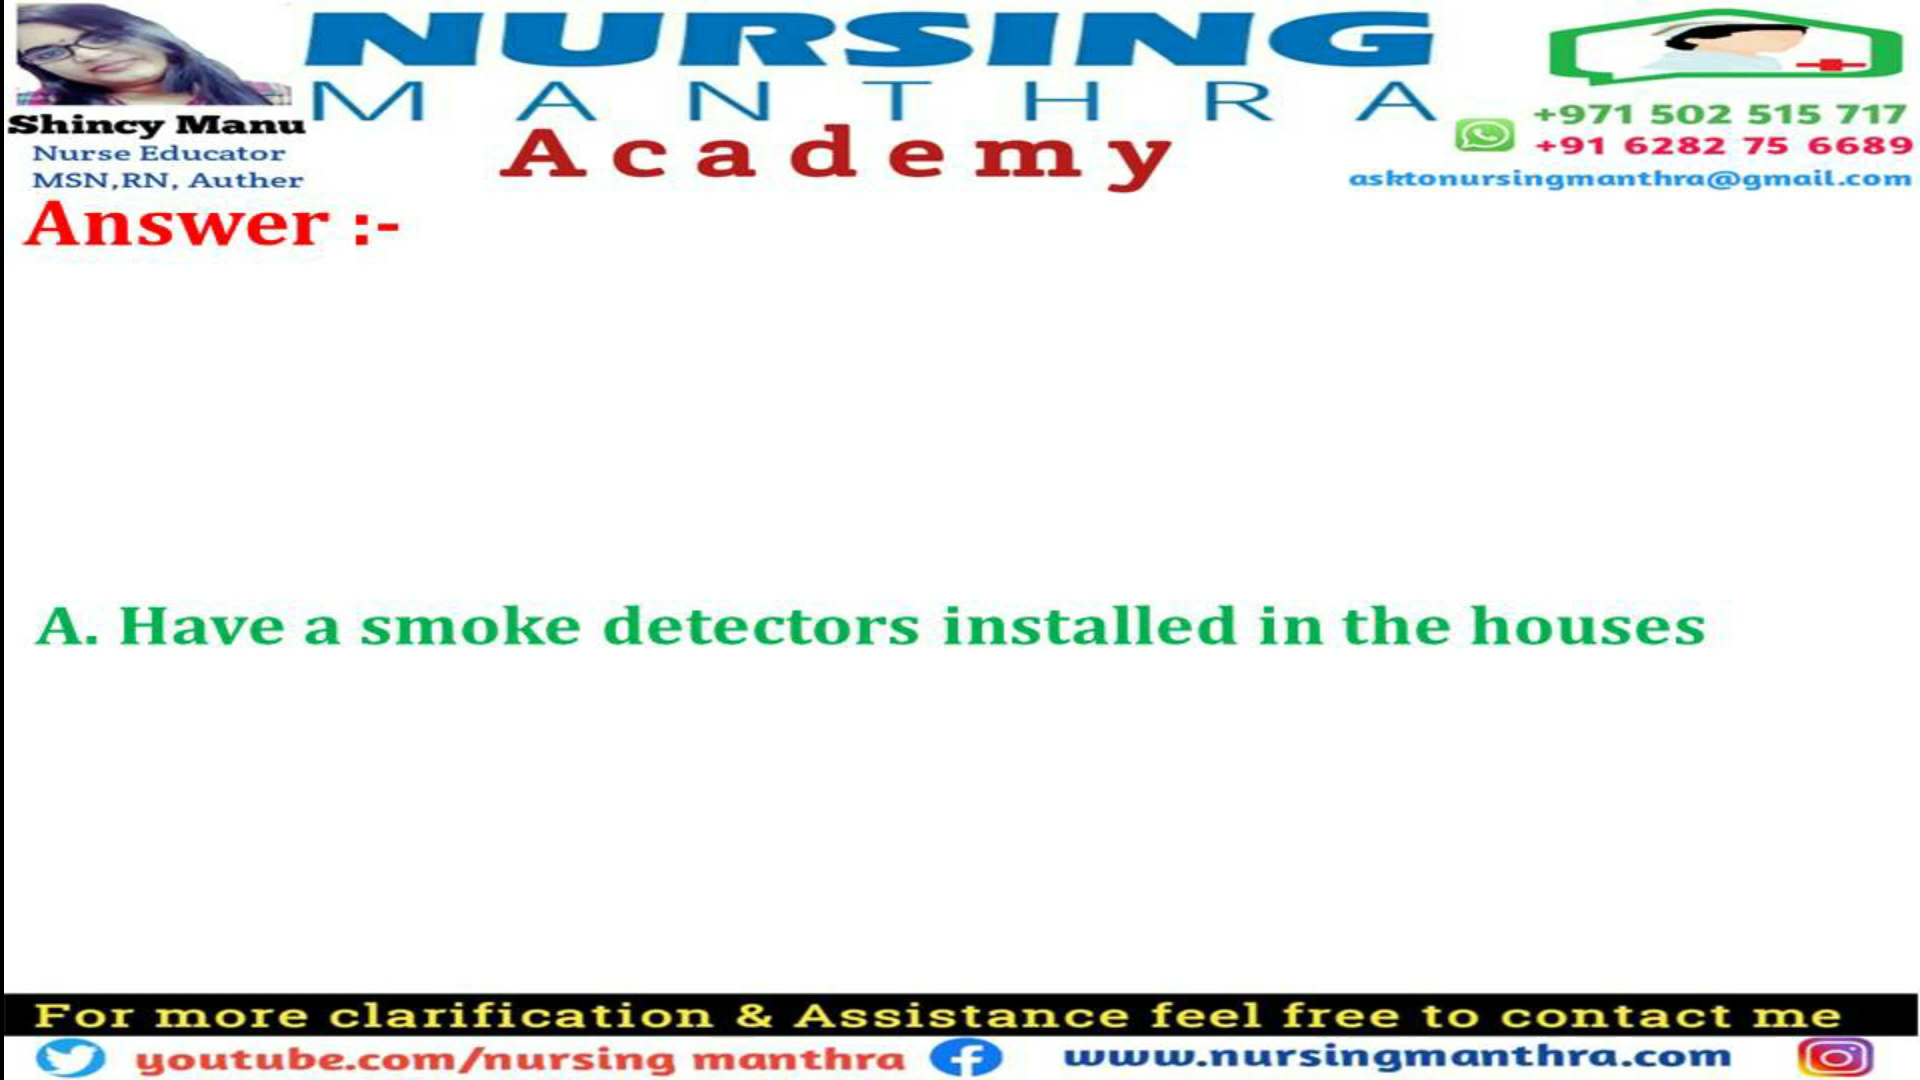 NURSING
MANTHRA
Academy
Shincy Manu
Nurse Educator
MSN,RN, Auther
+971 502 515 717
+91 6282 75 6689
asktonursingmanthra@gmail.com
Answer :-
A. Have a smoke detectors installed in the houses
For more clarification & Assistance feel free to contact me
youtube.com/nursing manthra
www.nursingmanthra.com